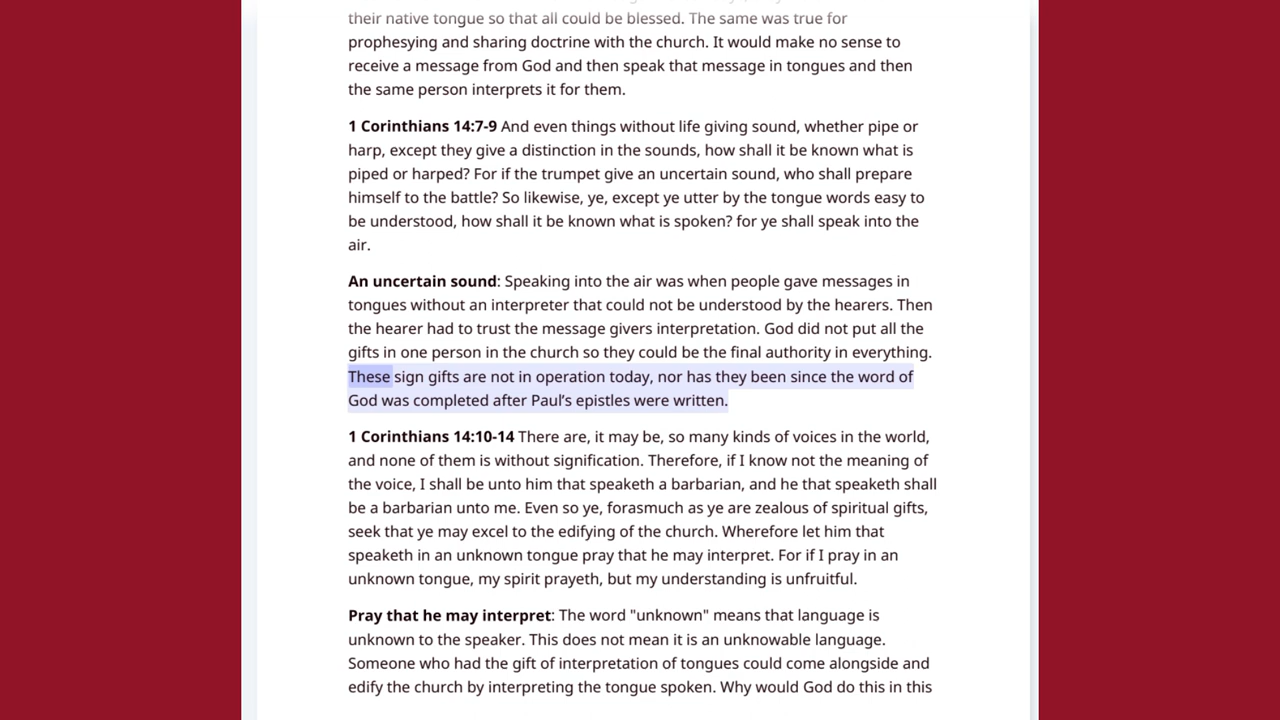 their native tongue so that all could be blessed. The same was true for
prophesying and sharing doctrine with the church. It would make no sense to
receive a message from God and then speak that message in tongues and then
the same person interprets it for them.
1 Corinthians 14:7-9 And even things without life giving sound, whether pipe or
harp, except they give a distinction in the sounds, how shall it be known what is
piped or harped? For if the trumpet give an uncertain sound, who shall prepare
himself to the battle? So likewise, ye, except ye utter by the tongue words easy to
be understood, how shall it be known what is spoken? for ye shall speak into the
air.
An uncertain sound: Speaking into the air was when people gave messages in
tongues without an interpreter that could not be understood by the hearers. Then
the hearer had to trust the message givers interpretation. God did not put all the
gifts in one person in the church so they could be the final authority in everything.
These sign gifts are not in operation today, nor has they been since the word of
God was completed after Paul’s epistles were written.
1 Corinthians 14:10-14 There are, it may be, so many kinds of voices in the world,
and none of them is without signification. Therefore, if I know not the meaning of
the voice, I shall be unto him that speaketh a barbarian, and he that speaketh shall
be a barbarian unto me. Even so ye, forasmuch as ye are zealous of spiritual gifts,
seek that ye may excel to the edifying of the church. Wherefore let him that
speaketh in an unknown tongue pray that he may interpret. For if I pray in an
unknown tongue, my spirit prayeth, but my understanding is unfruitful.
Pray that he may interpret: The word "unknown" means that language is
unknown to the speaker. This does not mean it is an unknowable language.
Someone who had the gift of interpretation of tongues could come alongside and
edify the church by interpreting the tongue spoken. Why would God do this in this